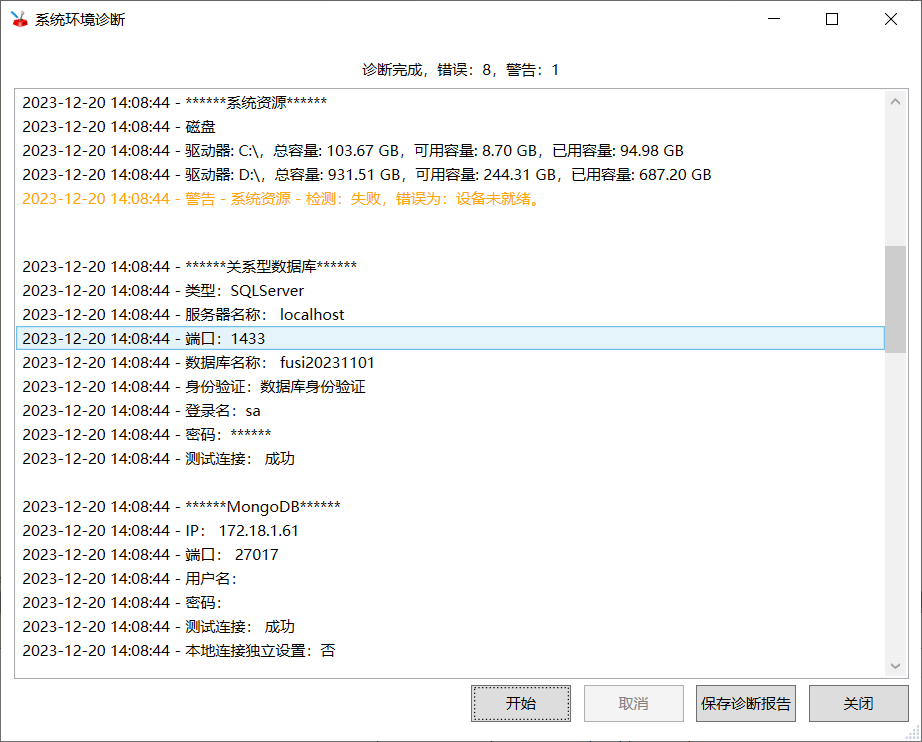 系统环境诊断
诊断完成，错误：8，警告：1
2023-12-20 14:08:44 - ******系统资源******
2023-12-20 14:08:44 - 磁盘
2023-12-20 14:08:44 - 驱动器: C:\，总容量: 103.67 GB，可用容量: 8.70 GB，已用容量: 94.98 GB
2023-12-20 14:08:44 - 驱动器: D:\，总容量: 931.51 GB，可用容量: 244.31 GB，已用容量: 687.20 GB
2023-12-20 14:08:44 - 警告 - 系统资源 - 检测：失败，错误为：设备未就绪。
2023-12-20 14:08:44 - ******关系型数据库******
2023-12-20 14:08:44 - 类型：SQLServer
2023-12-20 14:08:44 - 服务器名称： localhost
2023-12-20 14:08:44 - 端口：1433
2023-12-20 14:08:44 - 数据库名称： fusi20231101
2023-12-20 14:08:44 - 身份验证：数据库身份验证
2023-12-20 14:08:44 - 登录名：sa
2023-12-20 14:08:44 - 密码：******
2023-12-20 14:08:44 - 测试连接： 成功
2023-12-20 14:08:44 - ******MongoDB******
2023-12-20 14:08:44 - IP： 172.18.1.61
2023-12-20 14:08:44 - 端口： 27017
2023-12-20 14:08:44 - 用户名：
2023-12-20 14:08:44 - 密码：
2023-12-20 14:08:44 - 测试连接： 成功
2023-12-20 14:08:44 - 本地连接独立设置：否
开始
取消
保存诊断报告
关闭